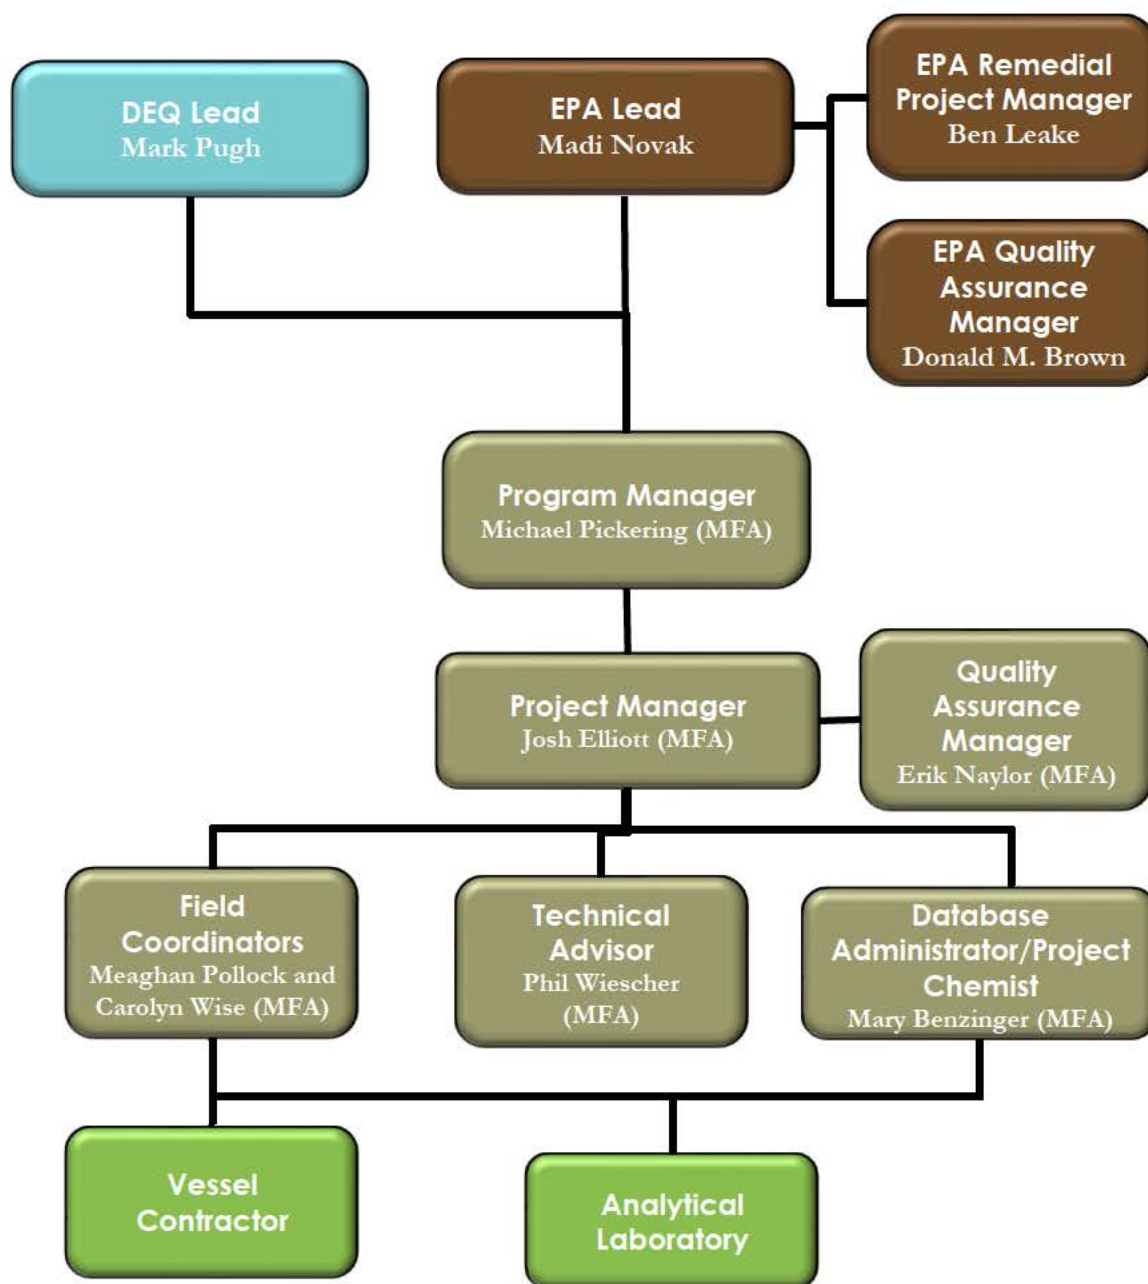 DEQ Lead
Mark Pugh
EPA Lead
Madi Novak
EPA Remedial
Project Manager
Ben Leake
EPA Quality
Assurance
Manager
Donald M. Brown
Program Manager
Michael Pickering (MFA)
Project Manager
Josh Elliott (MFA)
Quality
Assurance
Manager
Erik Naylor (MFA)
Field
Coordinators
Meaghan Pollock and
Carolyn Wise (MFA)
Technical
Advisor
Phil Wiescher
(MFA)
Database
Administrator/Project
Chemist
Mary Benzinger (MFA)
Vessel
Contractor
Analytical
Laboratory